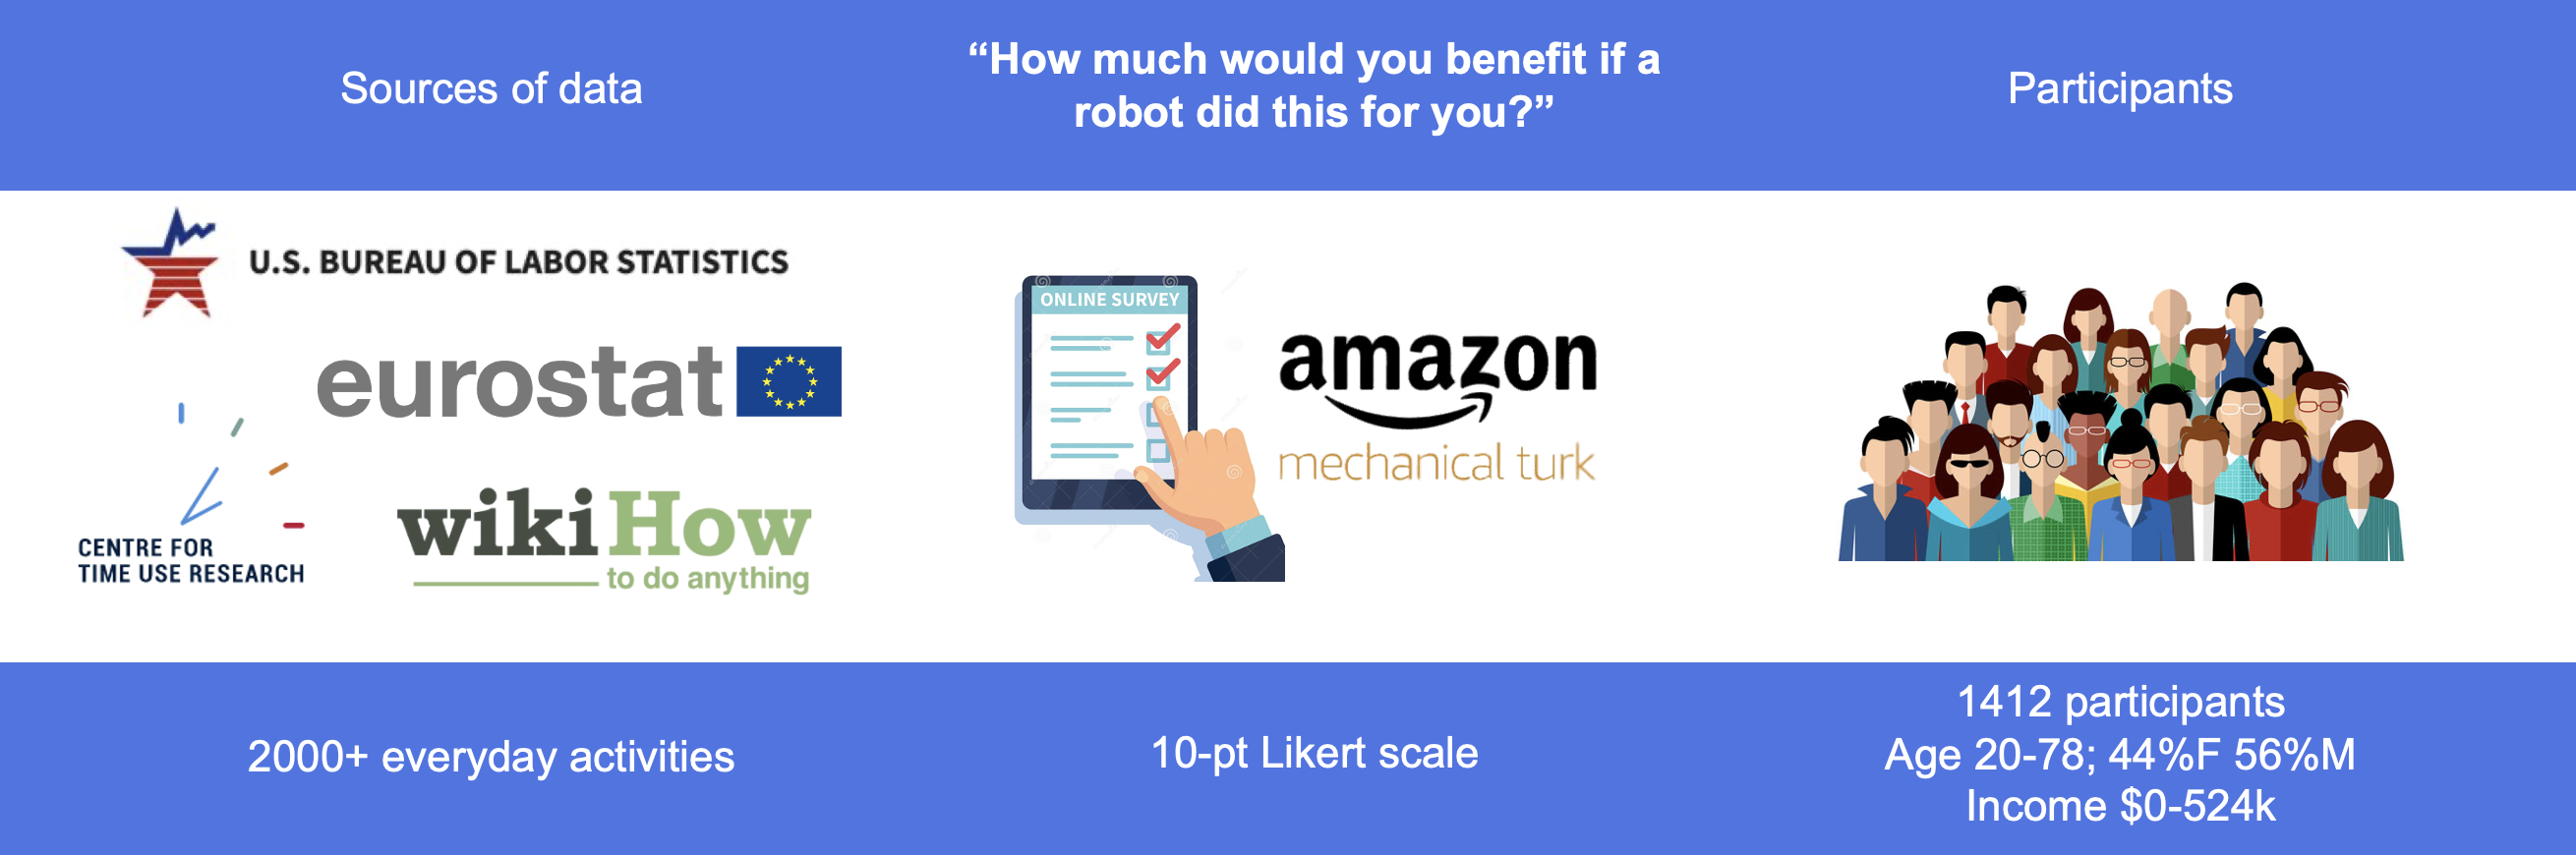 Sources of data
“How much would you benefit if a
robot did this for you?”
Participants
U.S. BUREAU OF LABOR STATISTICS
eurostat
CENTRE FOR
TIME USE RESEARCH
wikiHow
to do anything
ONLINE SURVEY
amazon
mechanical turk
2000+ everyday activities
10-pt Likert scale
1412 participants
Age 20-78; 44%F 56%M
Income $0-524k